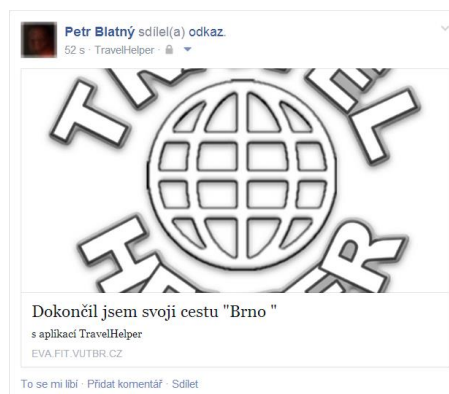 Petr Blatný sdílel(a) odkaz.
52 s · TravelHelper ·
TRAVEL
HELPER
Dokončil jsem svoji cestu "Brno "
s aplikací TravelHelper
EVA.FIT.VUTBR.CZ
To se mi líbí · Přidat komentář · Sdílet